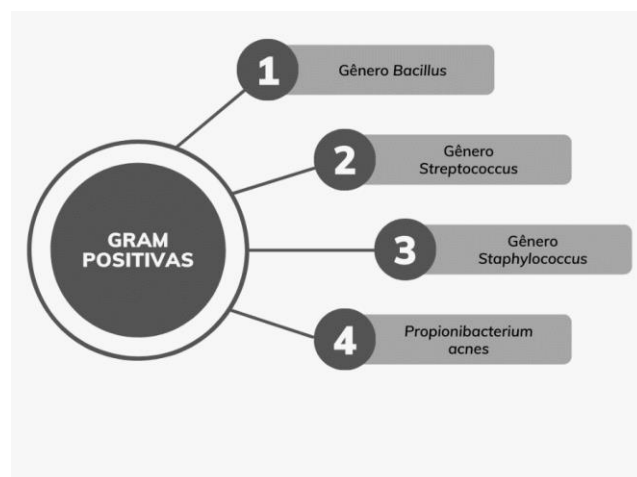 1
Gênero Bacillus
2
Gênero
Streptococcus
GRAM
POSITIVAS
3
Gênero
Staphylococcus
4
Propionibacterium
acnes